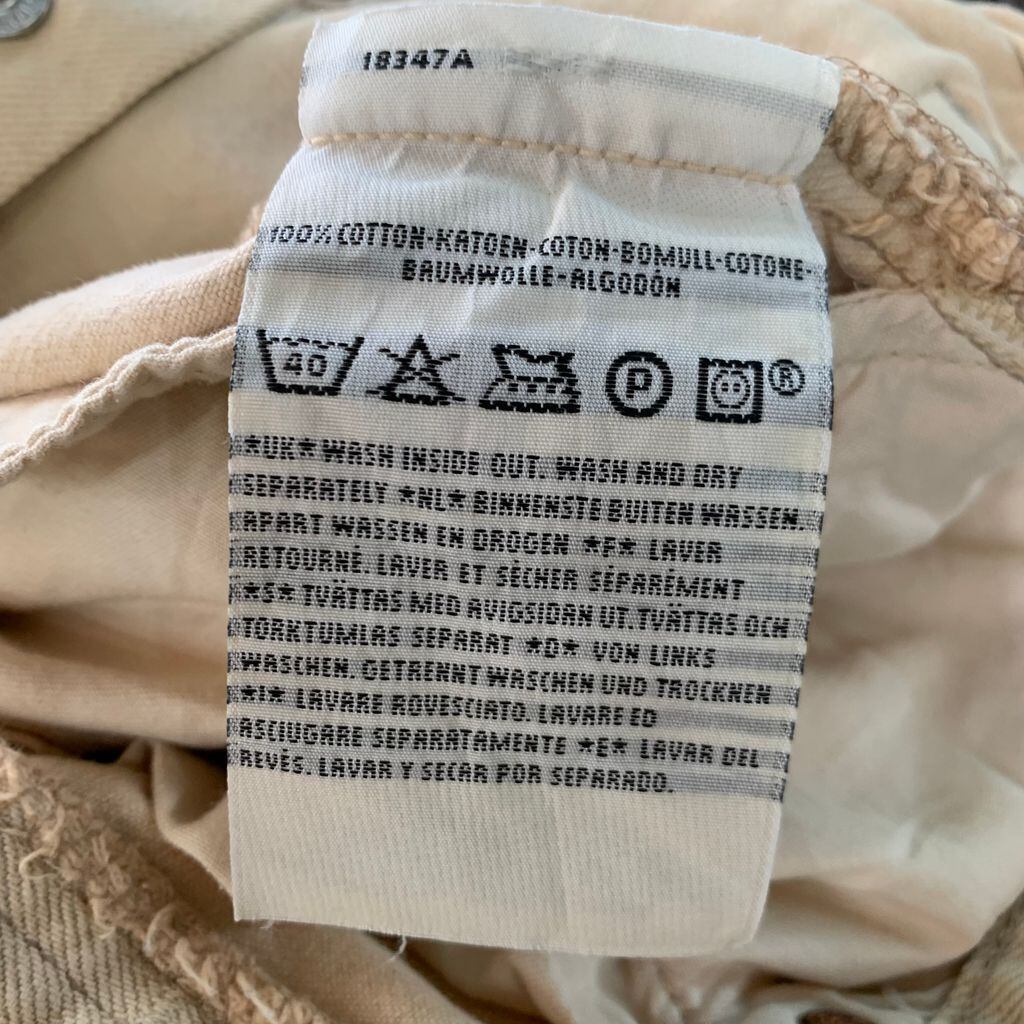 18347A
100% COTTON-KATOEN-COTON-BOMULL-COTONE-
BAUMWOLLE-ALGODÓN
40 P ®
*UK* WASH INSIDE OUT. WASH AND DRY
SEPARATELY *NL* BINNENSTE BUITEN WASSEN.
APART WASSEN EN DROGEN *F* LAVER
RETOURNÉ. LAVER ET SÉCHER SÉPARÉMENT
*S* TVÄTTAS MED AVIGSIDAN UT. TVÄTTAS OCH
TORKTUMLAS SEPARAT *D* VON LINKS
WASCHEN. GETRENNT WASCHEN UND TROCKNEN
*I* LAVARE ROVESCIATO. LAVARE ED
ASCIUGARE SEPARATAMENTE *E* LAVAR DEL
REVÉS. LAVAR Y SECAR POR SEPARADO.